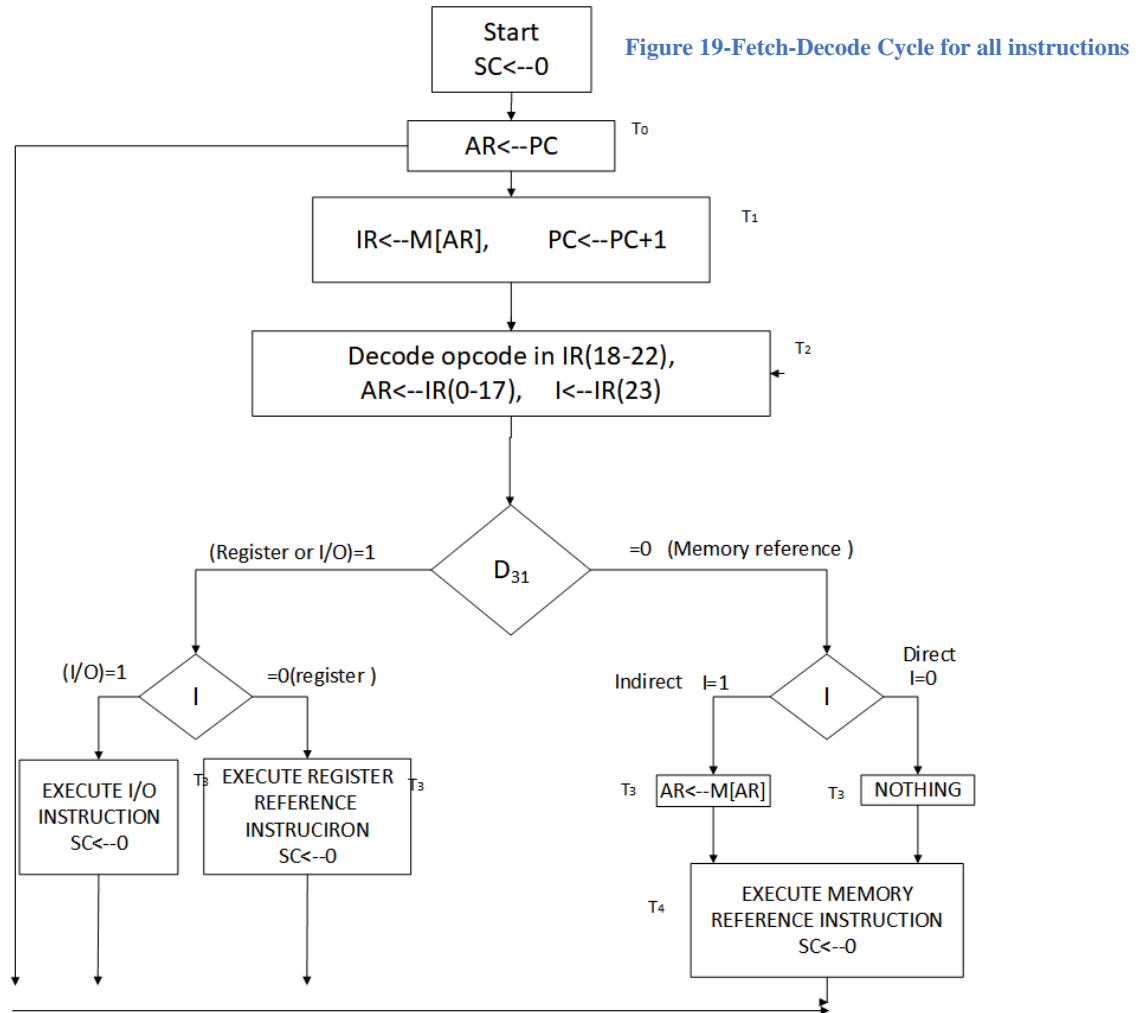 Start
SC<--0
Figure 19-Fetch-Decode Cycle for all instructions
T0
AR<--PC
T1
IR<--M[AR], PC<--PC+1
T2
Decode opcode in IR(18-22),
AR<--IR(0-17), I<--IR(23)
(Register or I/O)=1
=0 (Memory reference )
D31
(I/O)=1
=0(register )
I
Indirect I=1
Direct
I=0
I
T3
EXECUTE I/O
INSTRUCTION
SC<--0
T3
EXECUTE REGISTER
REFERENCE
INSTRUCIRON
SC<--0
T3
AR<--M[AR]
T3
NOTHING
T4
EXECUTE MEMORY
REFERENCE INSTRUCTION
SC<--0